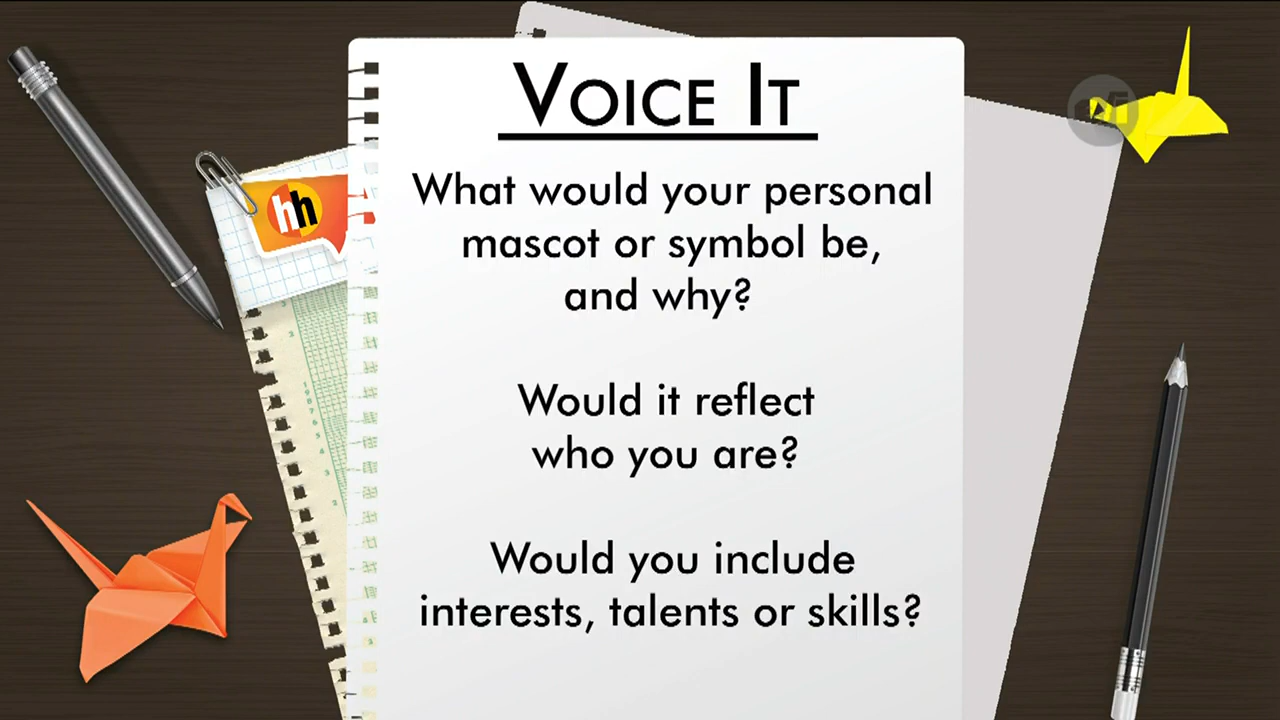 VOICE IT
What would your personal
mascot or symbol be,
and why?
Would it reflect
who you are?
Would you include
interests, talents or skills?
hh